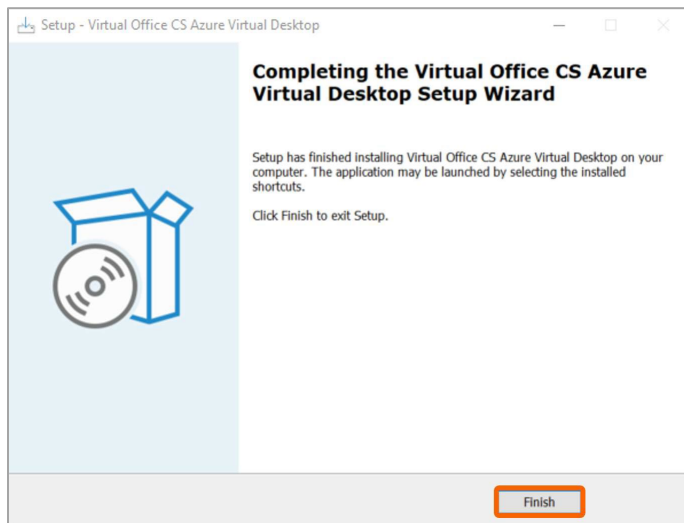 Setup - Virtual Office CS Azure Virtual Desktop
Completing the Virtual Office CS Azure
Virtual Desktop Setup Wizard
Setup has finished installing Virtual Office CS Azure Virtual Desktop on your
computer. The application may be launched by selecting the installed
shortcuts.
Click Finish to exit Setup.
Finish